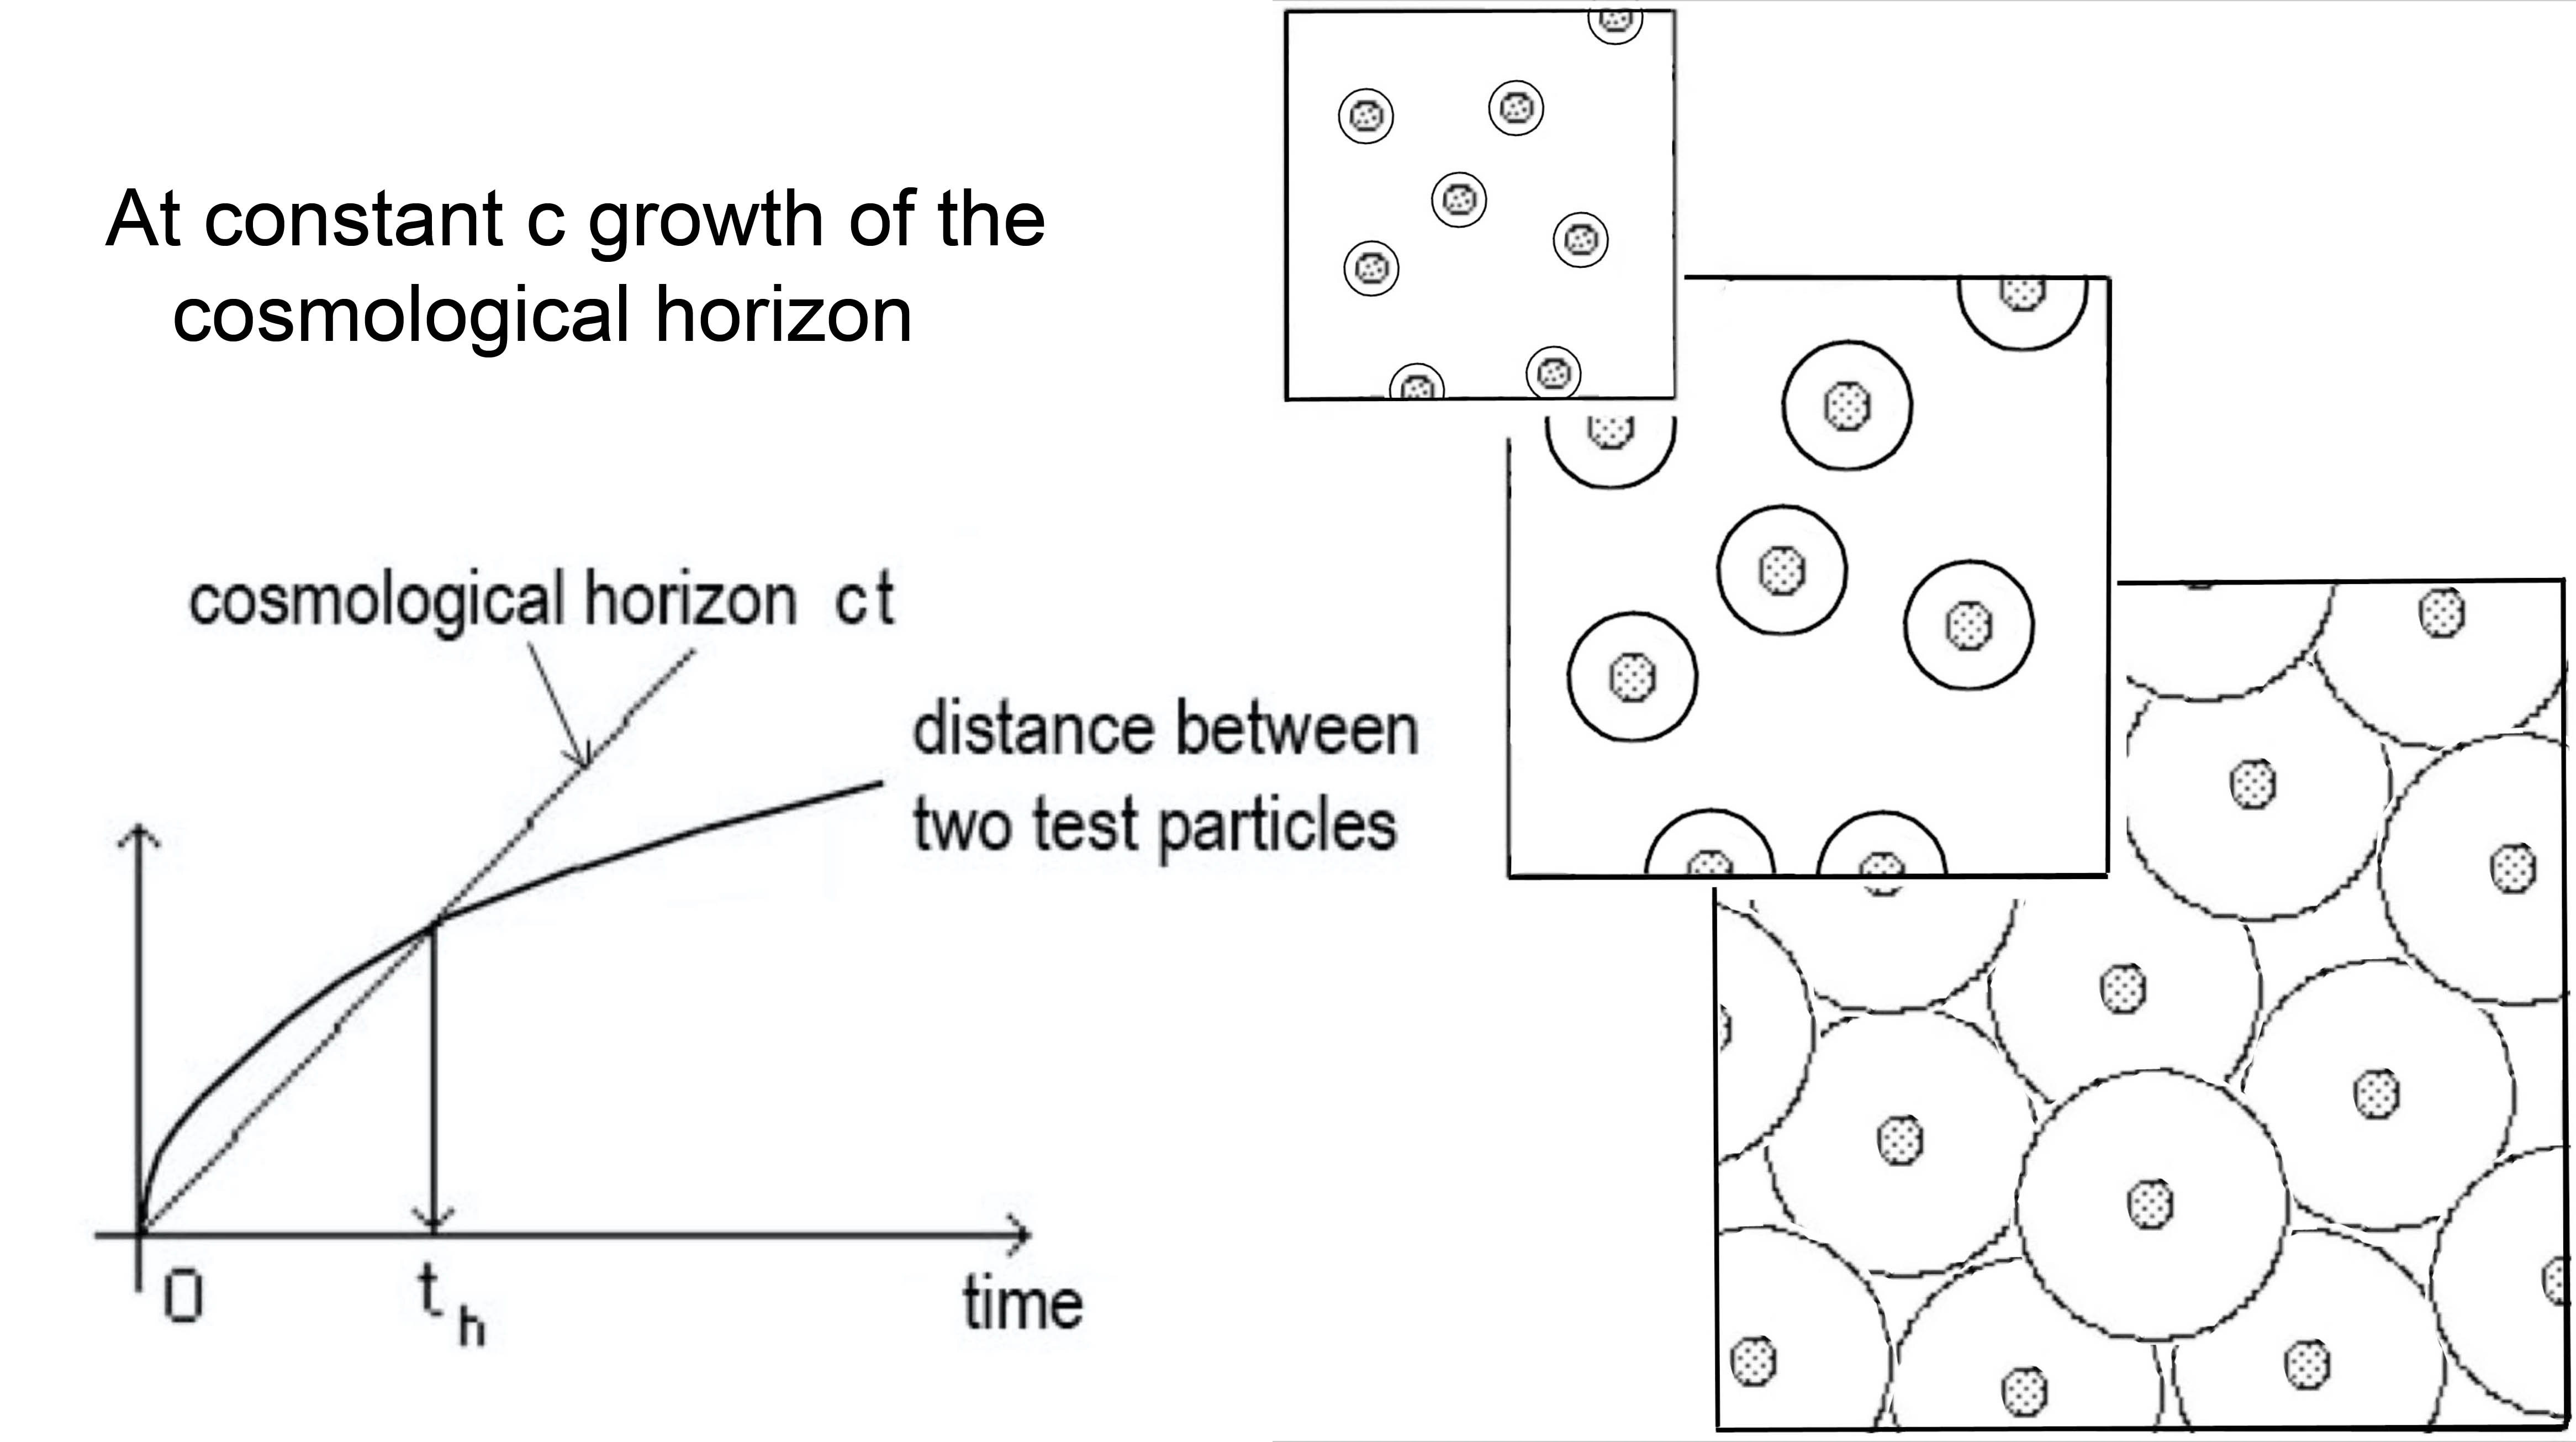 At constant c growth of the
cosmological horizon
cosmological horizon ct
distance between
two test particles
0
t h
time